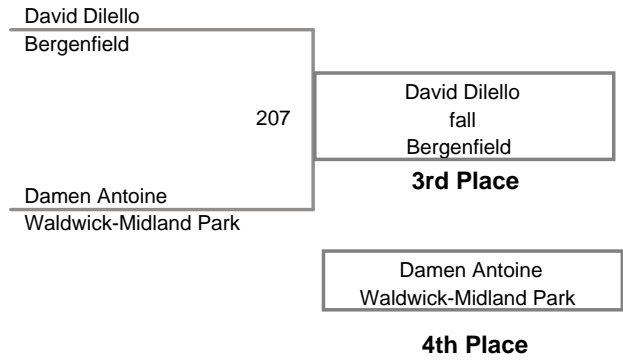 David Dilello
Bergenfield
207
David Dilello
fall
Bergenfield
3rd Place
Damen Antoine
Waldwick-Midland Park
Damen Antoine
Waldwick-Midland Park
4th Place